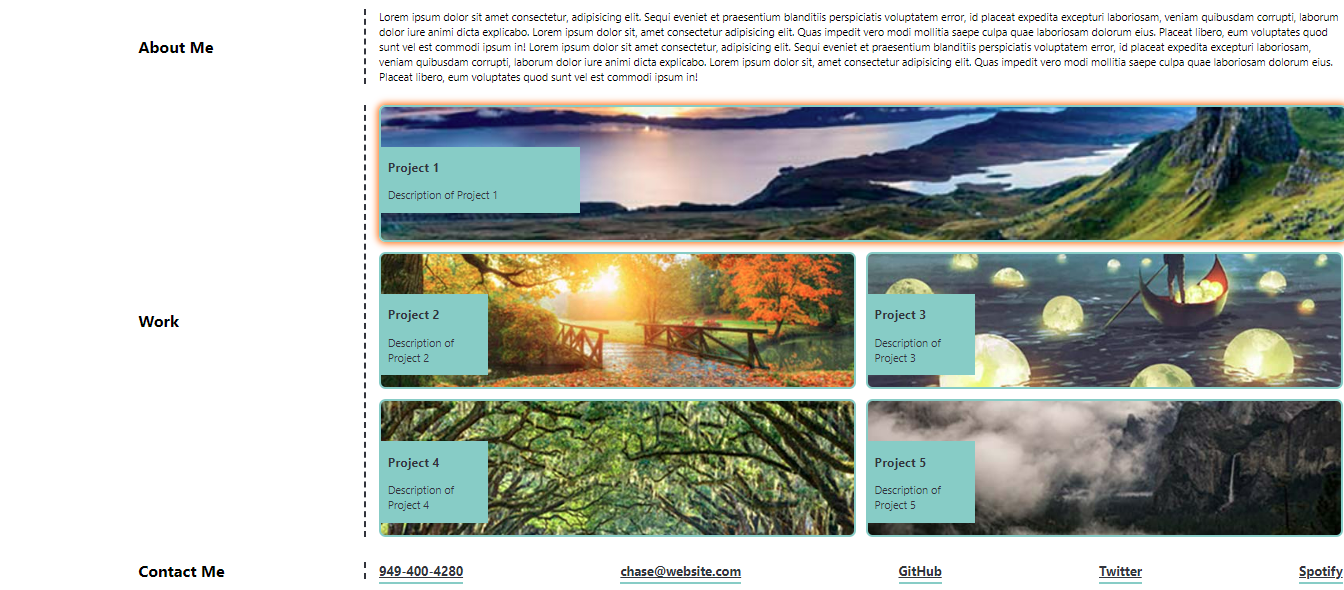 About Me
Lorem ipsum dolor sit amet consectetur, adipisicing elit. Sequi eveniet et praesentium blanditiis perspiciatis voluptatem error, id placeat expedita excepturi laboriosam, veniam quibusdam corrupti, laborum
dolor iure animi dicta explicabo. Lorem ipsum dolor sit, amet consectetur adipisicing elit. Quas impedit vero modi mollitia saepe culpa quae laboriosam dolorum eius. Placeat libero, eum voluptates quod
sunt vel est commodi ipsum in! Lorem ipsum dolor sit amet consectetur, adipisicing elit. Sequi eveniet et praesentium blanditiis perspiciatis voluptatem error, id placeat expedita excepturi laboriosam,
veniam quibusdam corrupti, laborum dolor iure animi dicta explicabo. Lorem ipsum dolor sit, amet consectetur adipisicing elit. Quas impedit vero modi mollitia saepe culpa quae laboriosam dolorum eius.
Placeat libero, eum voluptates quod sunt vel est commodi ipsum in!
Work
Project 1
Description of Project 1
Project 2
Description of
Project 2
Project 3
Description of
Project 3
Project 4
Description of
Project 4
Project 5
Description of
Project 5
Contact Me
949-400-4280
chase@website.com
GitHub
Twitter
Spotify